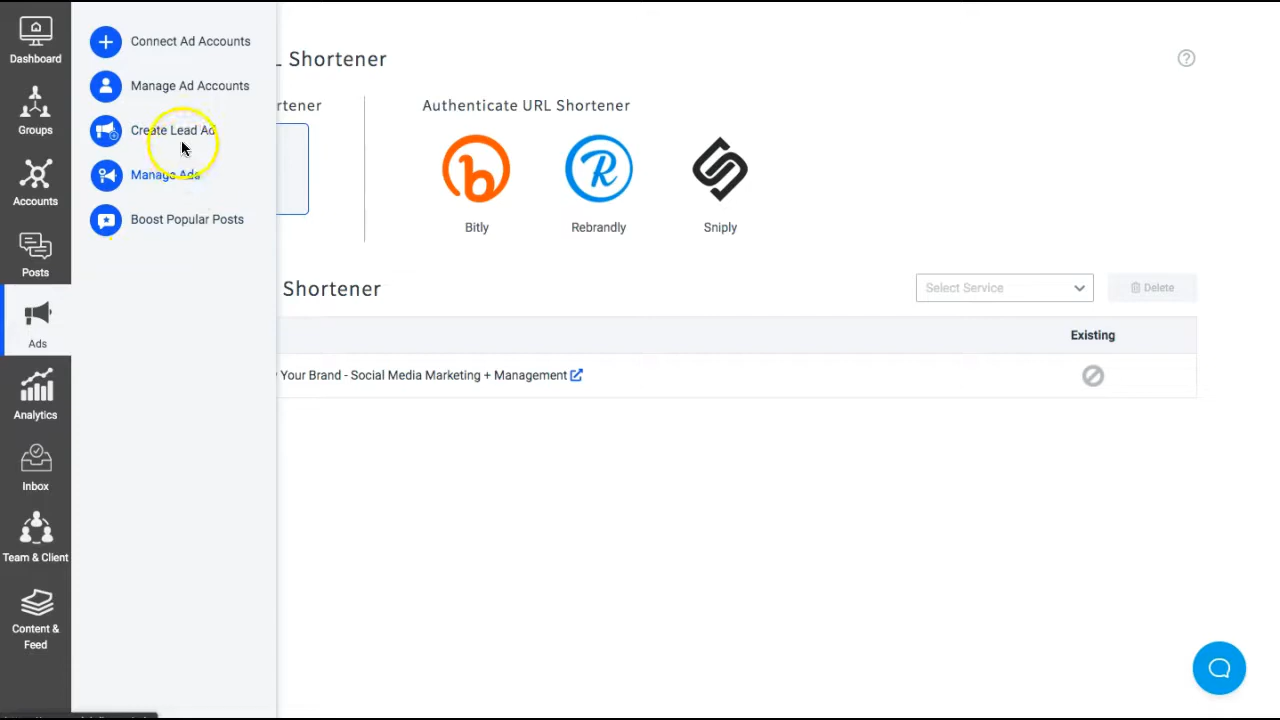 Dashboard
Groups
Accounts
Posts
Ads
Analytics
Inbox
Team & Client
Content &
Feed
Connect Ad Accounts
Manage Ad Accounts
Create Lead Ad
Manage Ads
Boost Popular Posts
L Shortener
rtener
Authenticate URL Shortener
Bitly
Rebrandly
Sniply
Shortener
Select Service
Delete
Existing
Your Brand - Social Media Marketing + Management